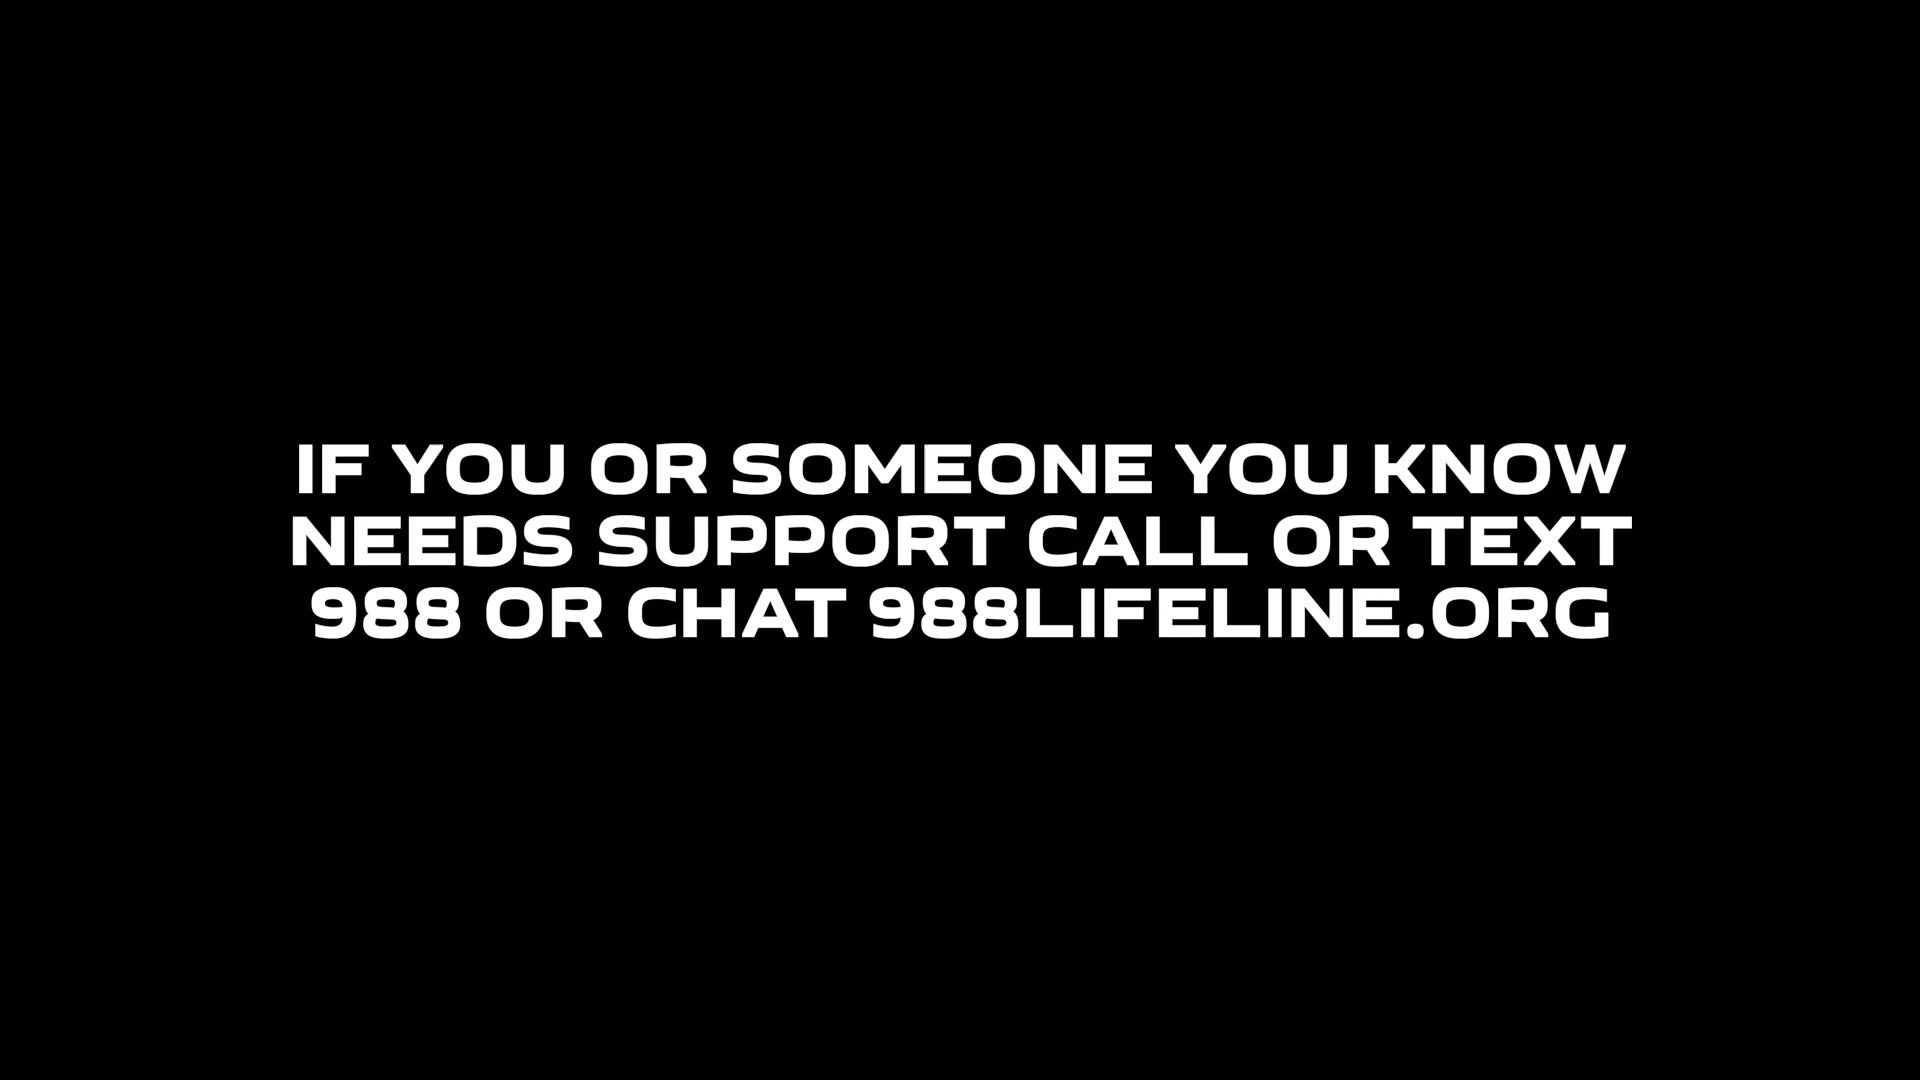 IF YOU OR SOMEONE YOU KNOW
NEEDS SUPPORT CALL OR TEXT
988 OR CHAT 988LIFELINE.ORG